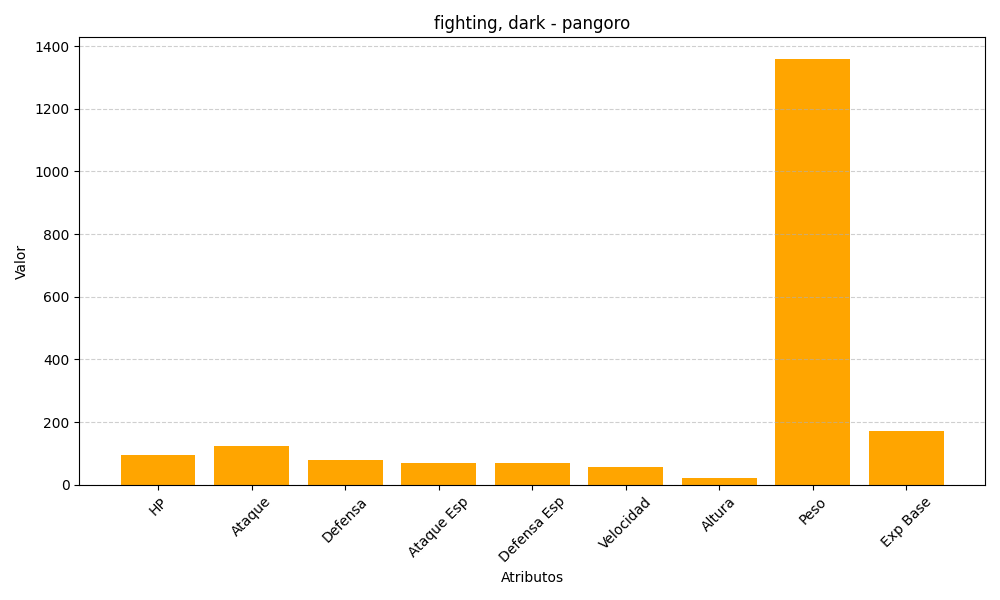 fighting, dark - pangoro
1400
1200
1000
800
600
400
200
0
Valor
HP
Ataque
Defensa
Ataque Esp
Defensa Esp
Velocidad
Altura
Peso
Exp Base
Atributos